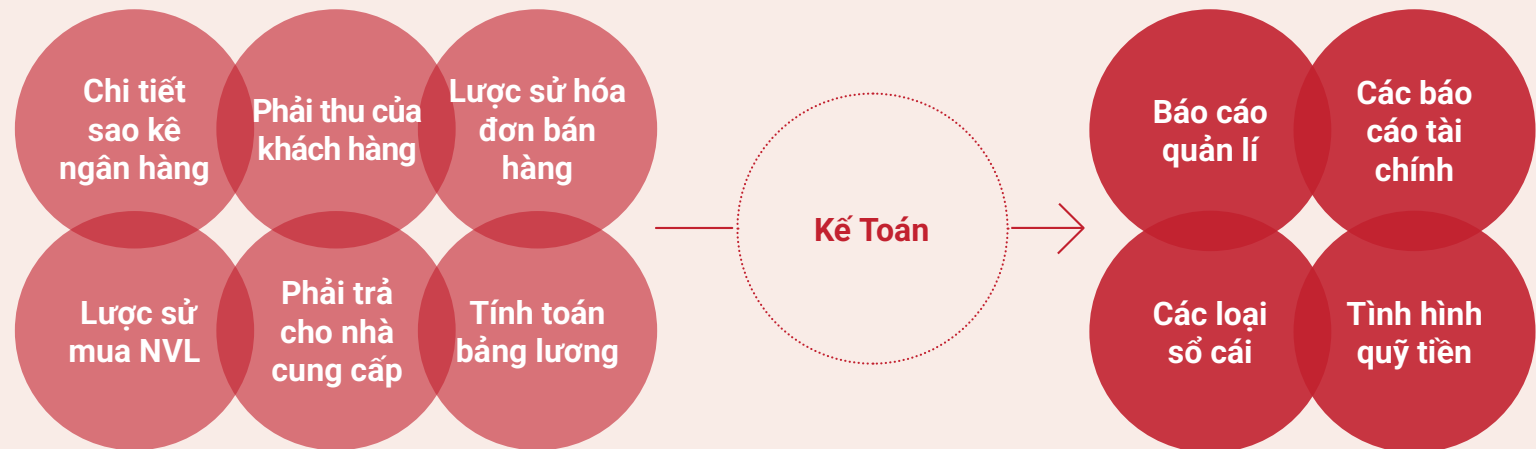 Chi tiết
sao kê
ngân hàng
Phải thu của
khách hàng
Lược sử hóa
đơn bán
hàng
Lược sử
mua NVL
Phải trả
cho nhà
cung cấp
Tính toán
bảng lương
Kế Toán
Báo cáo
quản lí
Các báo
cáo tài
chính
Các loại
sổ cái
Tình hình
quỹ tiền